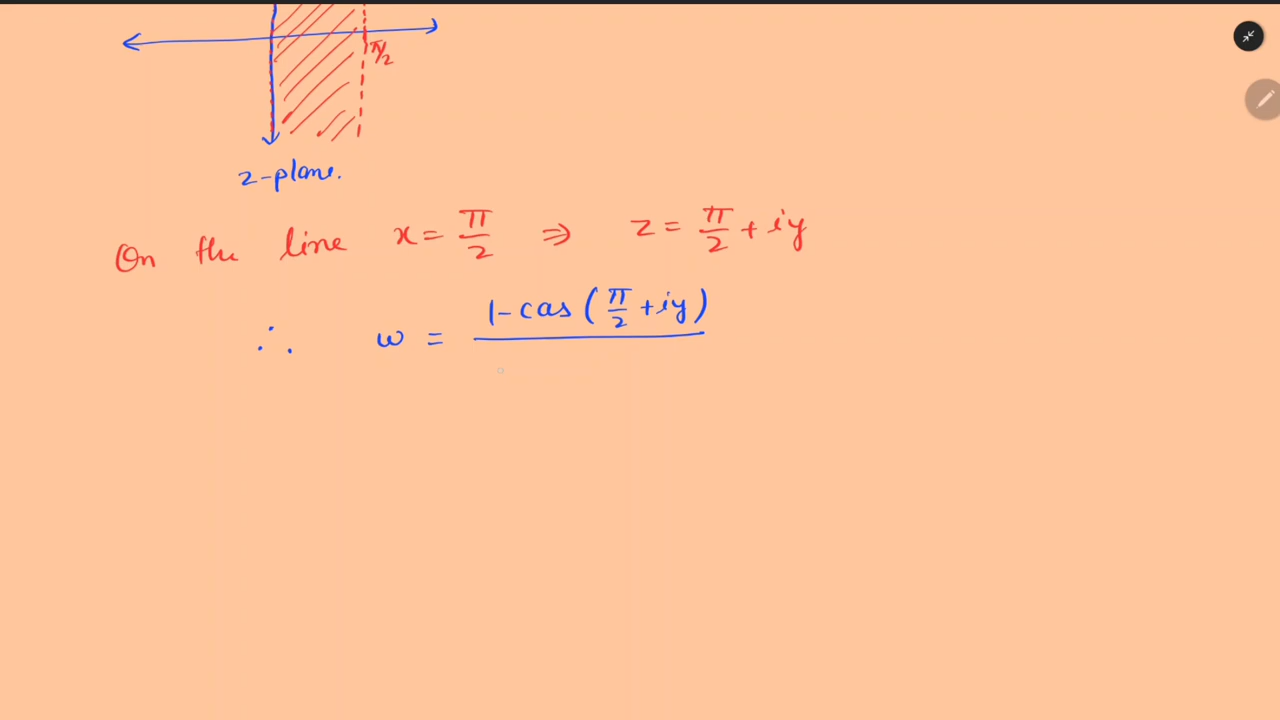 π/2
z-plane.
On the line x = π/2 ⇒ z = π/2 + iy
∴ w = 1 - cos (π/2 + iy)